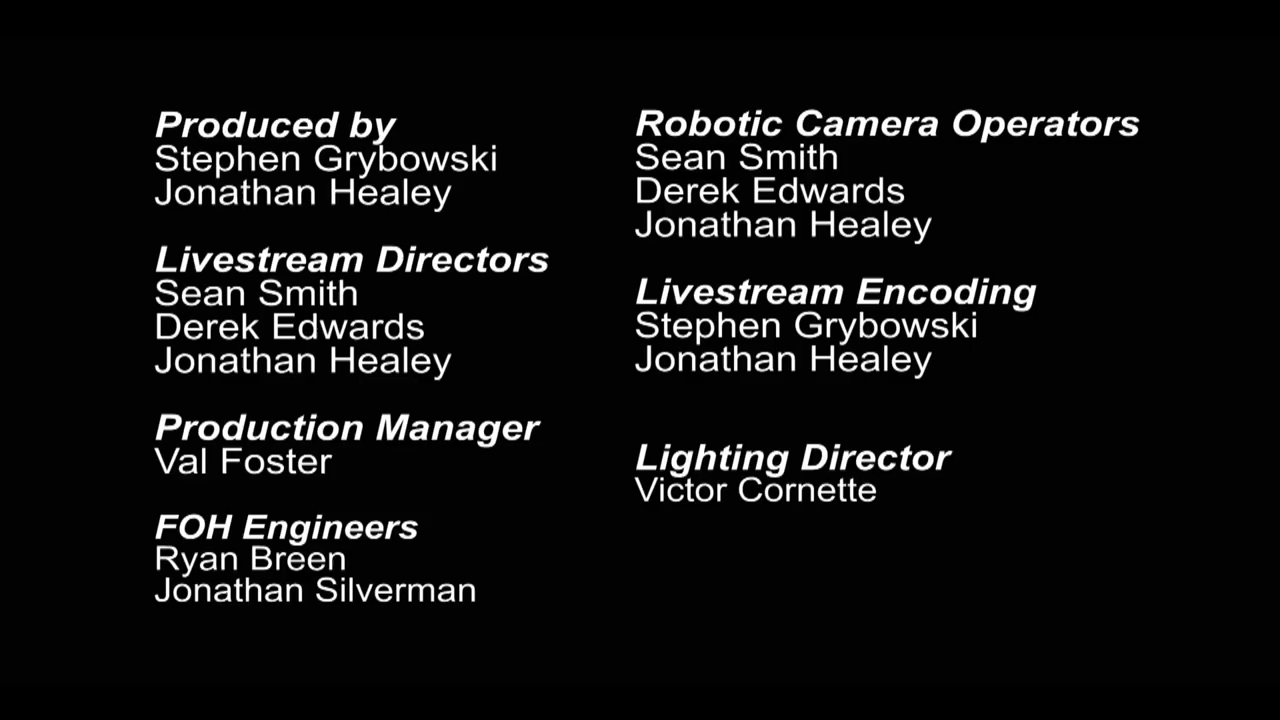 Produced by
Stephen Grybowski
Jonathan Healey
Livestream Directors
Sean Smith
Derek Edwards
Jonathan Healey
Production Manager
Val Foster
FOH Engineers
Ryan Breen
Jonathan Silverman
Robotic Camera Operators
Sean Smith
Derek Edwards
Jonathan Healey
Livestream Encoding
Stephen Grybowski
Jonathan Healey
Lighting Director
Victor Cornette